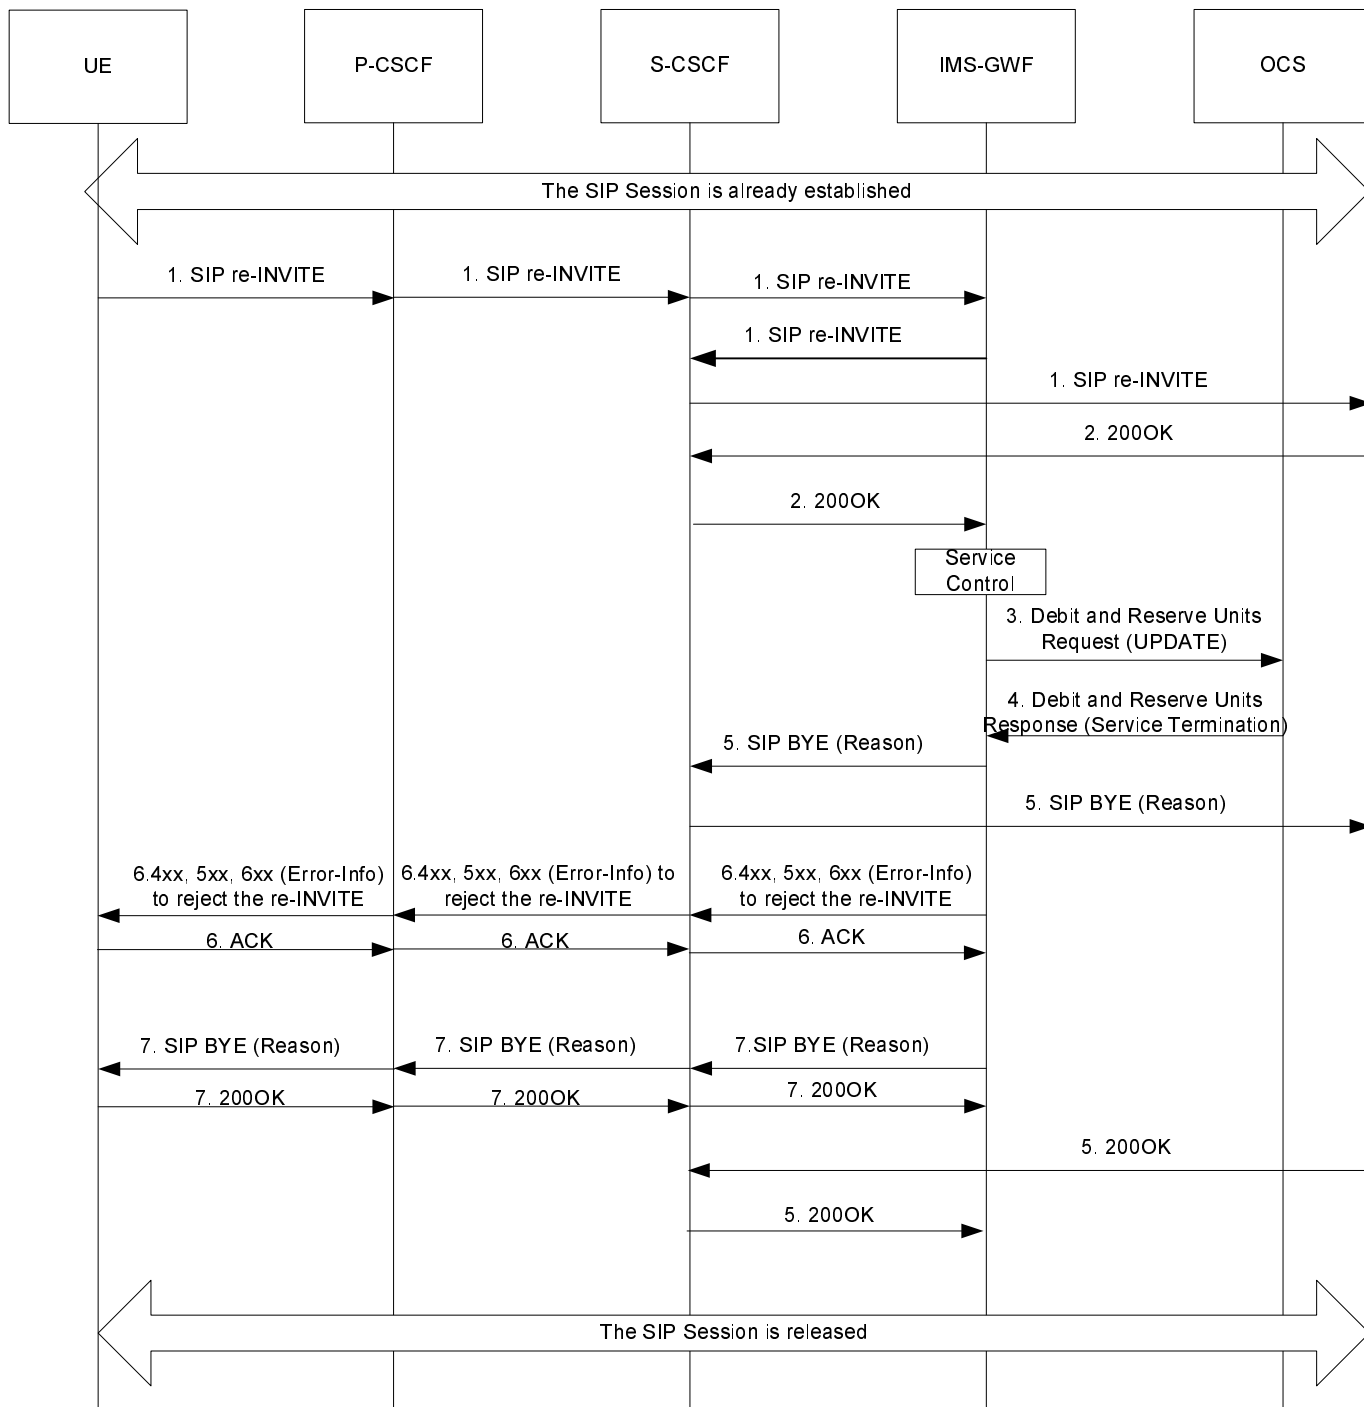 UE
P-CSCF
S-CSCF
IMS-GWF
OCS
The SIP Session is already established
1. SIP re-INVITE
1. SIP re-INVITE
1. SIP re-INVITE
1. SIP re-INVITE
1. SIP re-INVITE
2. 200OK
2. 200OK
Service
Control
3. Debit and Reserve Units
Request (UPDATE)
4. Debit and Reserve Units
Response (Service Termination)
5. SIP BYE (Reason)
5. SIP BYE (Reason)
6.4xx, 5xx, 6xx (Error-Info)
to reject the re-INVITE
6.4xx, 5xx, 6xx (Error-Info) to
reject the re-INVITE
6.4xx, 5xx, 6xx (Error-Info)
to reject the re-INVITE
6. ACK
6. ACK
6. ACK
7. SIP BYE (Reason)
7. SIP BYE (Reason)
7.SIP BYE (Reason)
7. 200OK
7. 200OK
7. 200OK
5. 200OK
5. 200OK
The SIP Session is released